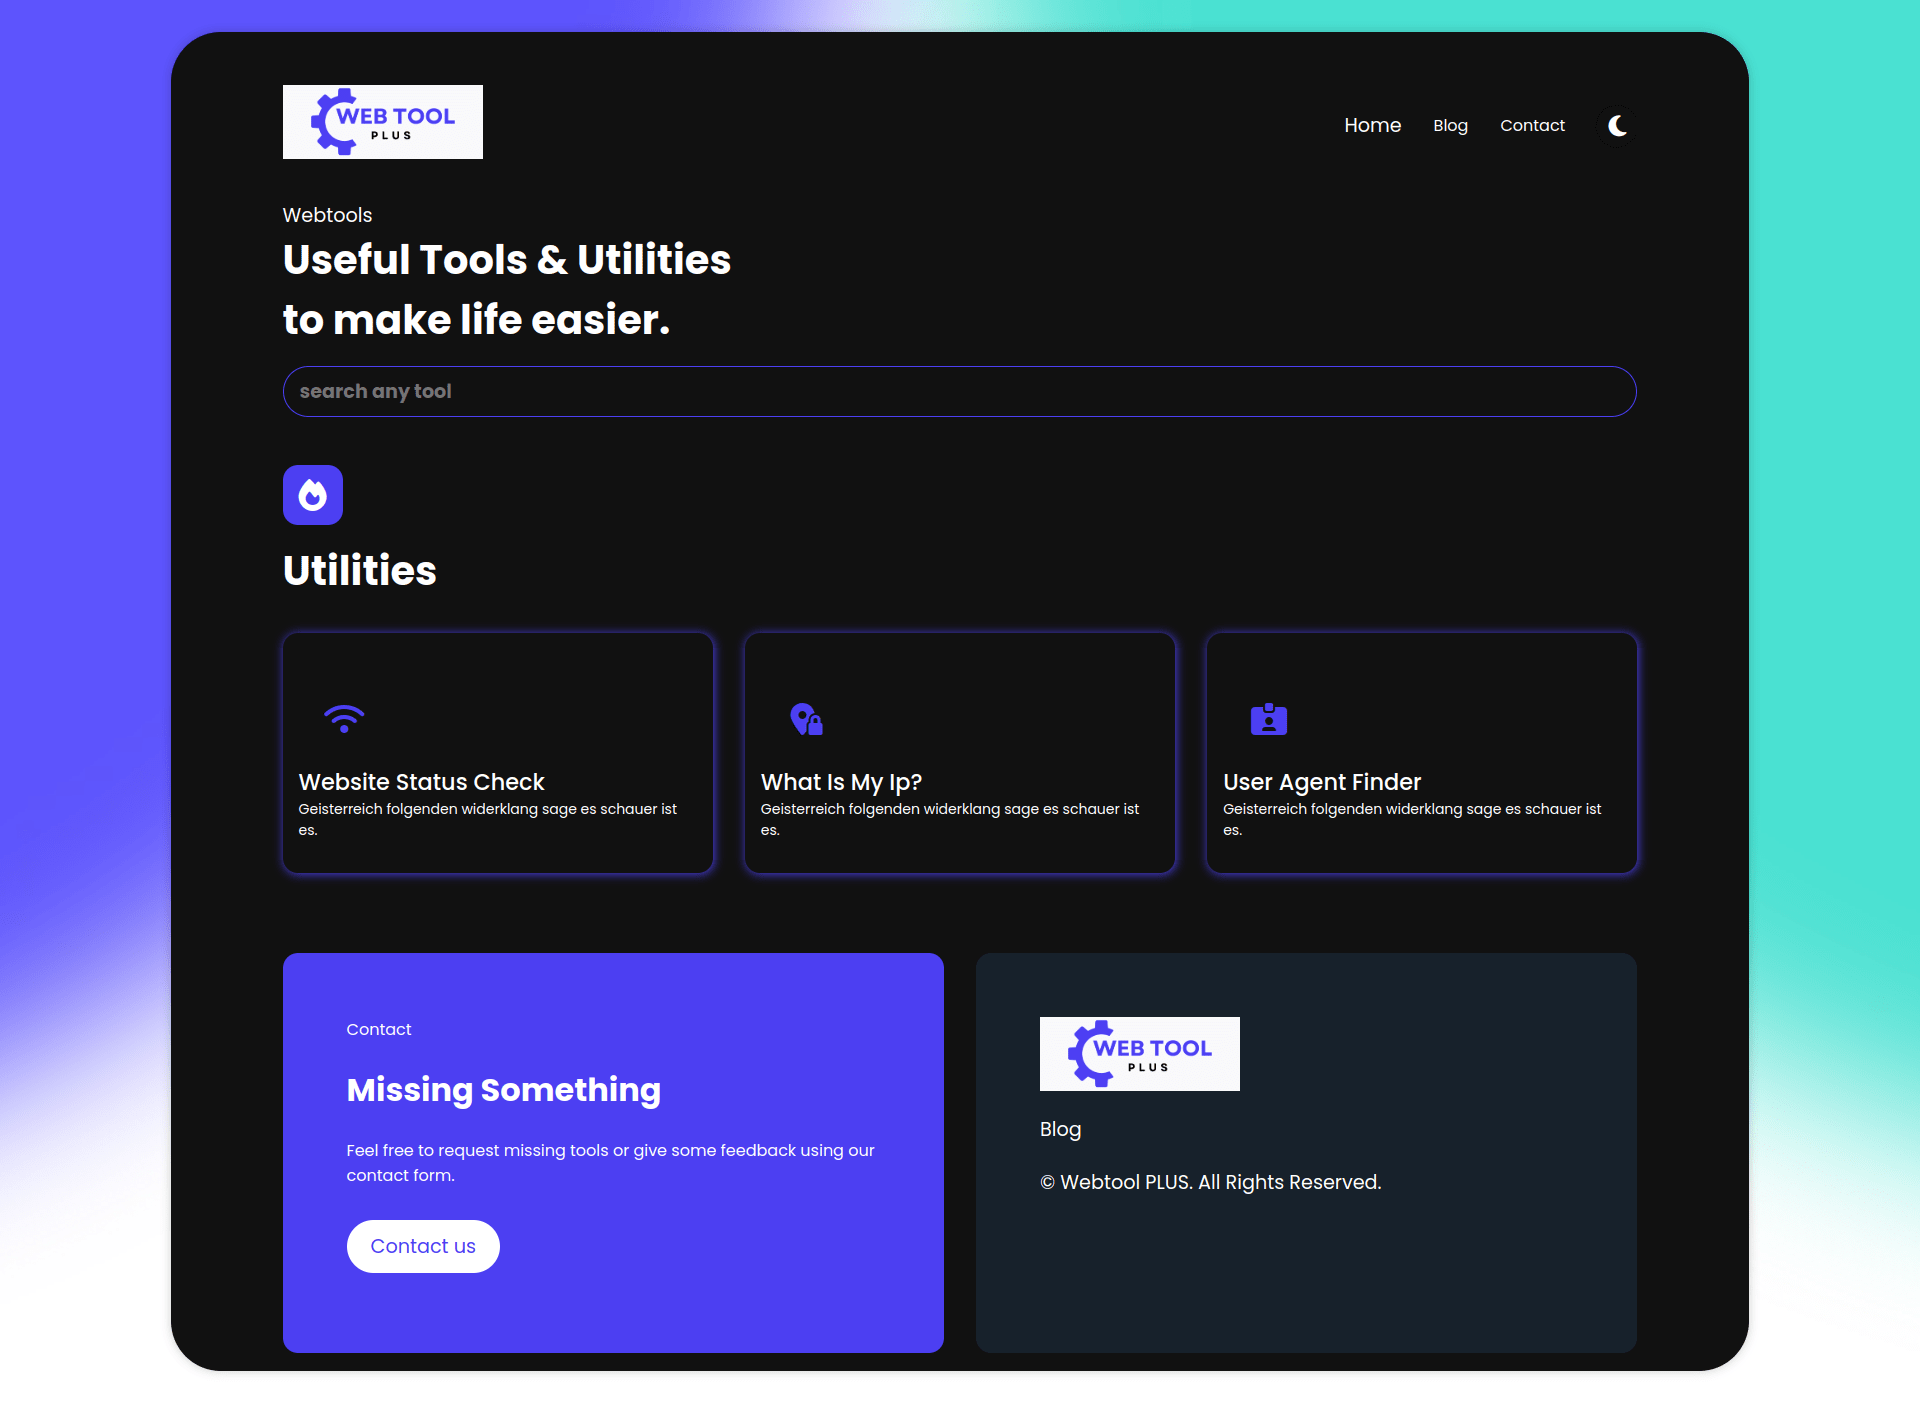 WEB TOOL
PLUS
Home
Blog
Contact
Webtools
Useful Tools & Utilities
to make life easier.
search any tool
Utilities
Website Status Check
Geisterreich folgenden widerklang sage es schauer ist
es.
What Is My Ip?
Geisterreich folgenden widerklang sage es schauer ist
es.
User Agent Finder
Geisterreich folgenden widerklang sage es schauer ist
es.
Contact
Missing Something
Feel free to request missing tools or give some feedback using our
contact form.
Contact us
WEB TOOL
PLUS
Blog
© Webtool PLUS. All Rights Reserved.